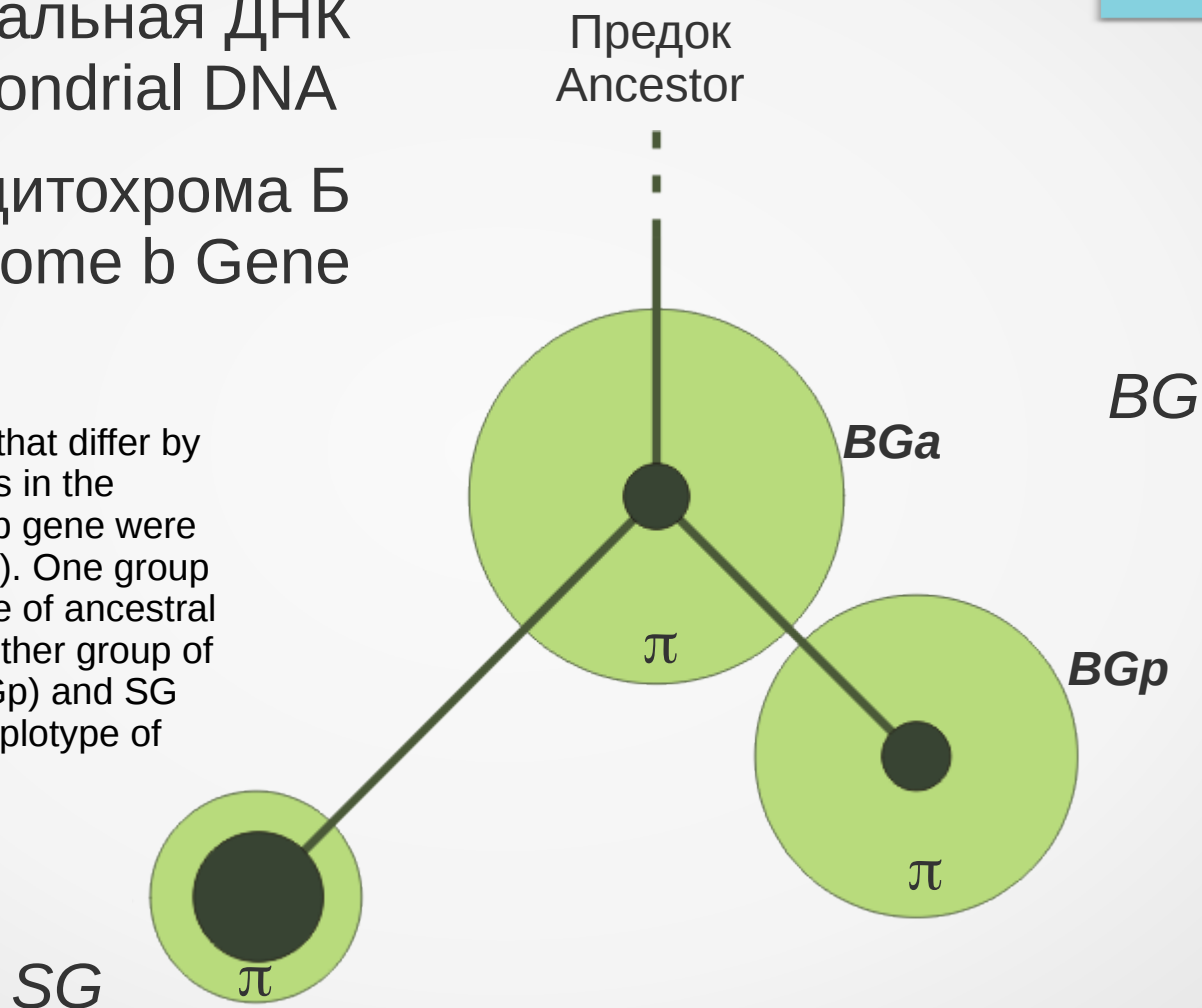 альная ДНК
ondrial DNA
цитохрома Б
ome b Gene
that differ by
s in the
b gene were
). One group
e of ancestral
ther group of
Gp) and SG
plotype of
Предок
Ancestor
BGa
BG
BGp
π
π
π
SG